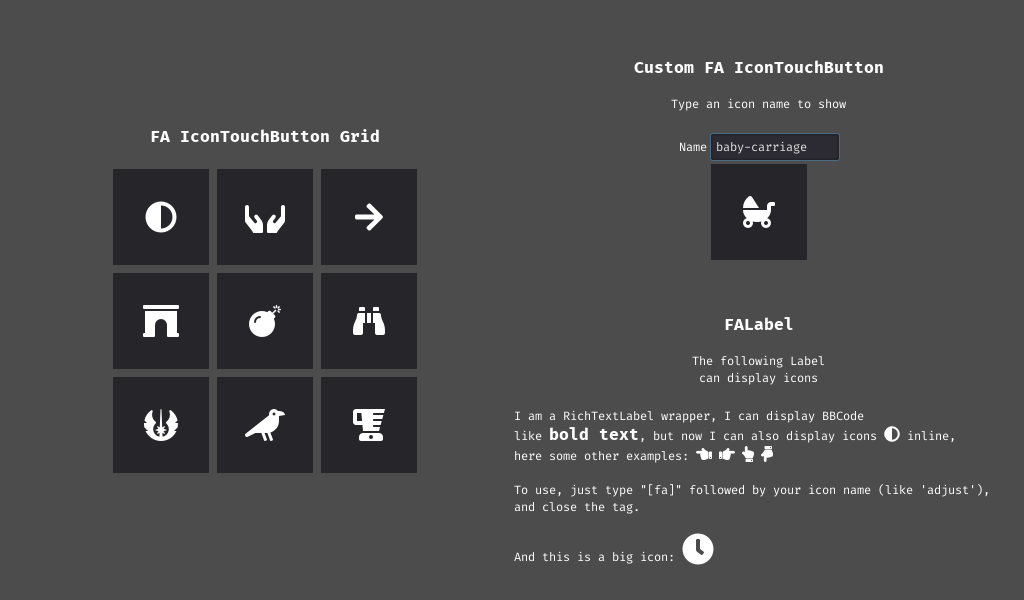 FA IconTouchButton Grid
Custom FA IconTouchButton
Type an icon name to show
Name baby-carriage
FALabel
The following Label
can display icons
I am a RichTextLabel wrapper, I can display BBCode
like bold text, but now I can also display icons inline,
here some other examples:
To use, just type "[fa]" followed by your icon name (like 'adjust'),
and close the tag.
And this is a big icon: